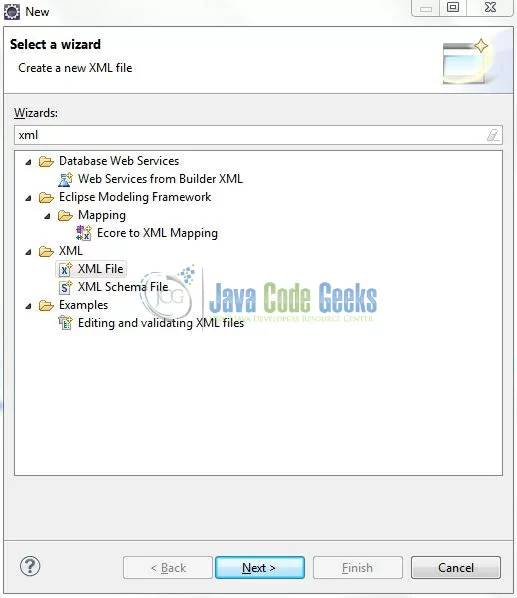 New
Select a wizard
Create a new XML file
Wizards:
xml
Database Web Services
Web Services from Builder XML
Eclipse Modeling Framework
Mapping
Ecore to XML Mapping
XML
XML File
XML Schema File
JCG
Java Code Geeks
Java Developers Resource Center
Examples
Editing and validating XML files
< Back
Next >
Finish
Cancel